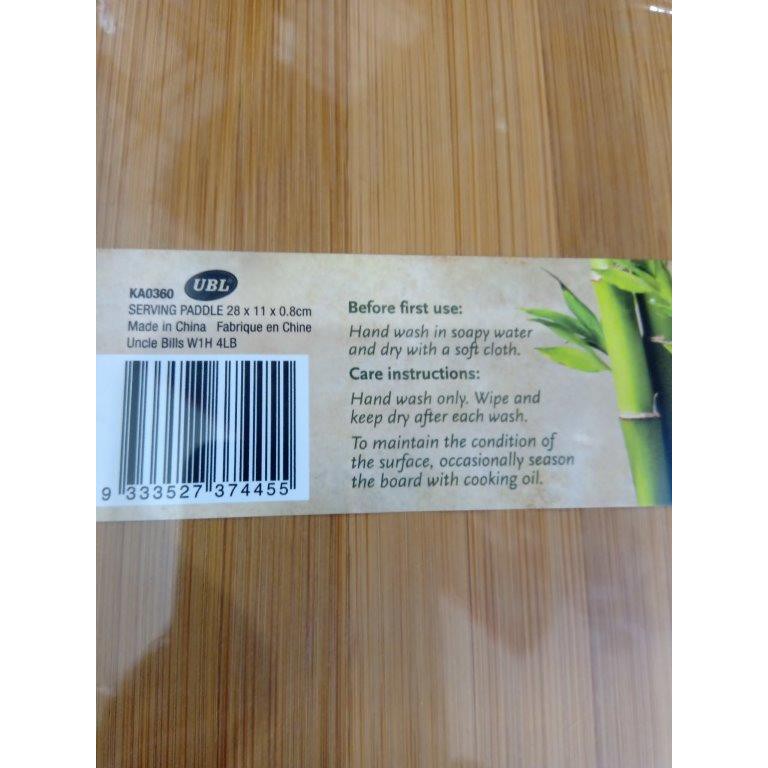 KA0360 UBL
SERVING PADDLE 28 x 11 x 0.8cm
Made in China Fabrique en Chine
Uncle Bills W1H 4LB
9 333527 374455
Before first use:
Hand wash in soapy water
and dry with a soft cloth.
Care instructions:
Hand wash only. Wipe and
keep dry after each wash.
To maintain the condition of
the surface, occasionally season
the board with cooking oil.